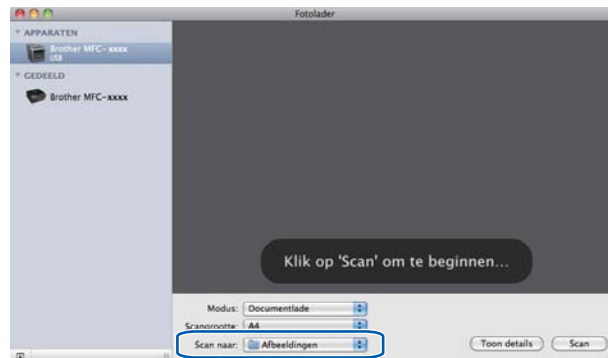 Fotolader
APPARATEN
Brother MFC-xxxx
USB
GEDEELD
Brother MFC-xxxx
Klik op 'Scan' om te beginnen...
Modus: Documentlade
Scangrootte: A4
Scan naar: Afbeeldingen
Toon details
Scan